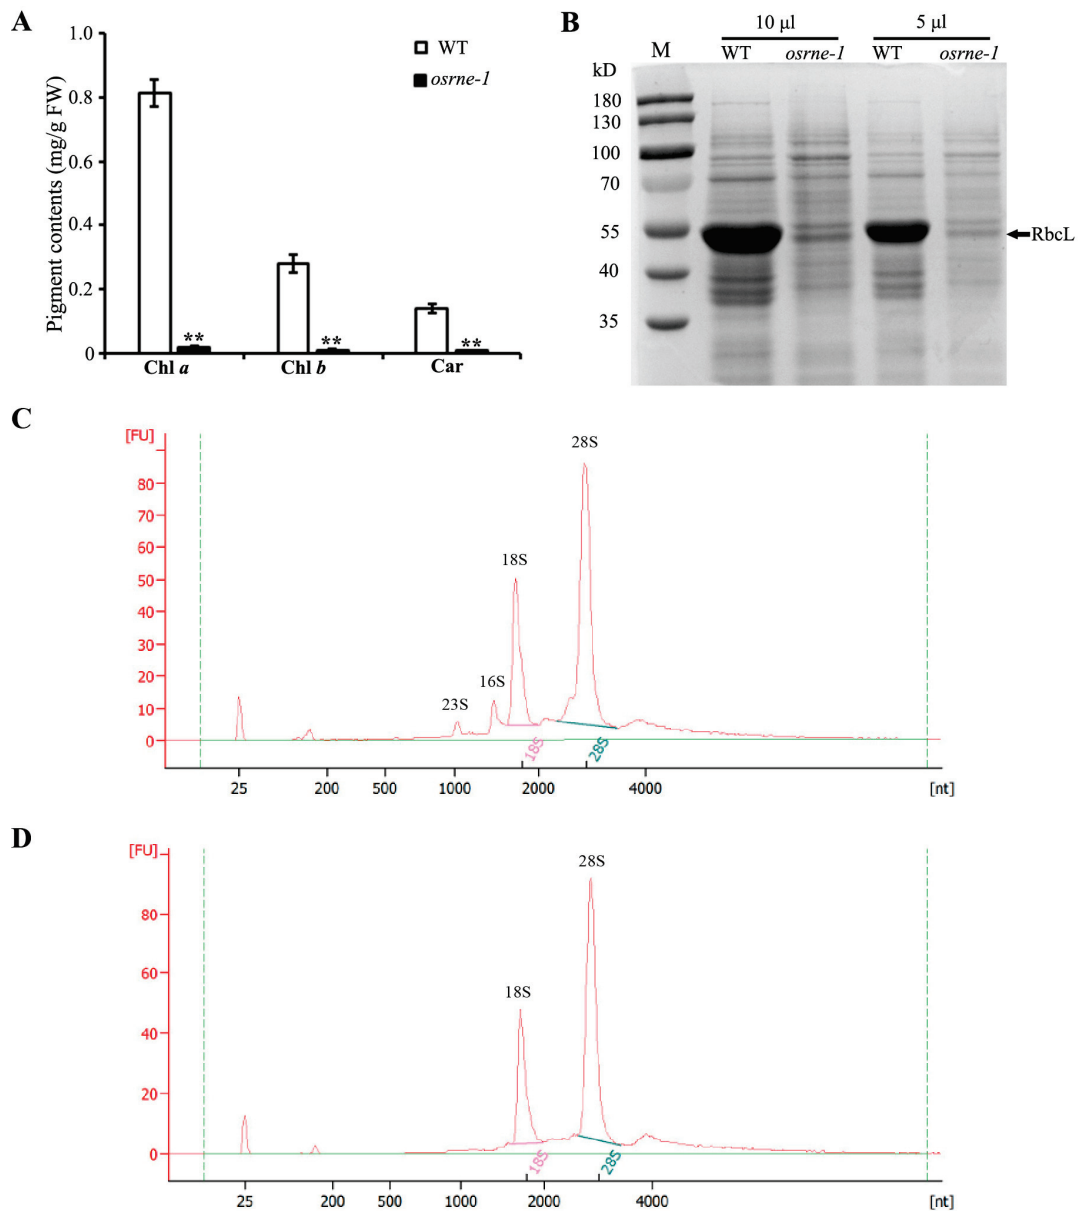 A
1.0
0.8
0.6
0.4
0.2
0
Pigment contents (mg/g FW)
WT
osrne-1
**
**
**
Chl a
Chl b
Car
B
10 µl
5 µl
M
WT
osrne-1
WT
osrne-1
kD
180
130
100
70
55
40
35
RbcL
C
[FU]
80
70
60
50
40
30
20
10
0
23S
16S
18S
28S
18S
28S
25
200
500
1000
2000
4000
[nt]
D
[FU]
80
60
40
20
0
18S
28S
18S
28S
25
200
500
1000
2000
4000
[nt]